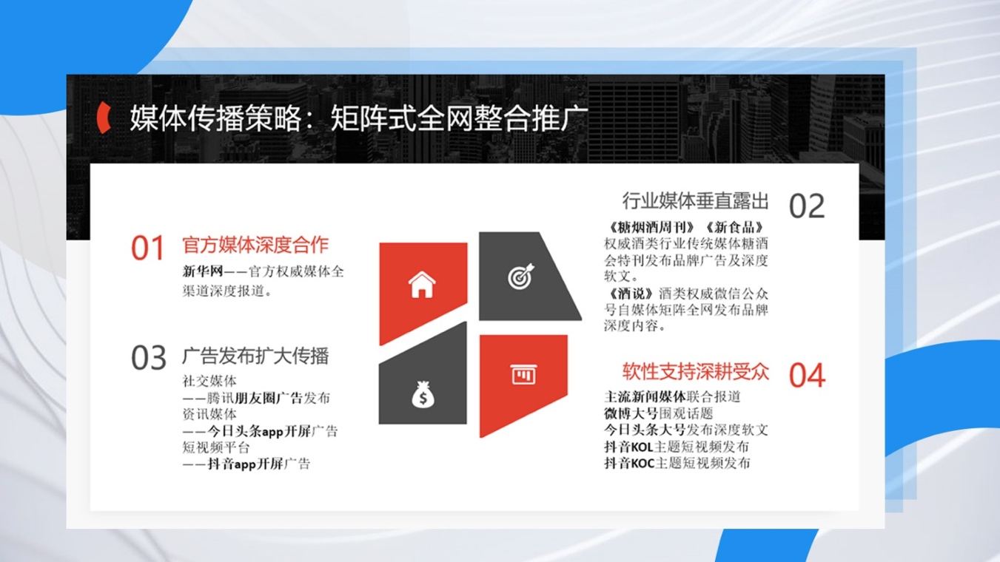 媒体传播策略：矩阵式全网整合推广
01
官方媒体深度合作
新华网——官方权威媒体全
渠道深度报道。
行业媒体垂直露出
02
《糖烟酒周刊》《新食品》
权威酒类行业传统媒体糖酒
会特刊发布品牌广告及深度
软文。
《酒说》酒类权威微信公众
号自媒体矩阵全网发布品牌
深度内容。
03
广告发布扩大传播
社交媒体
——腾讯朋友圈广告发布
资讯媒体
——今日头条app开屏广告
短视频平台
——抖音app开屏广告
软性支持深耕受众
04
主流新闻媒体联合报道
微博大号围观话题
今日头条大号发布深度软文
抖音KOL主题短视频发布
抖音KOC主题短视频发布